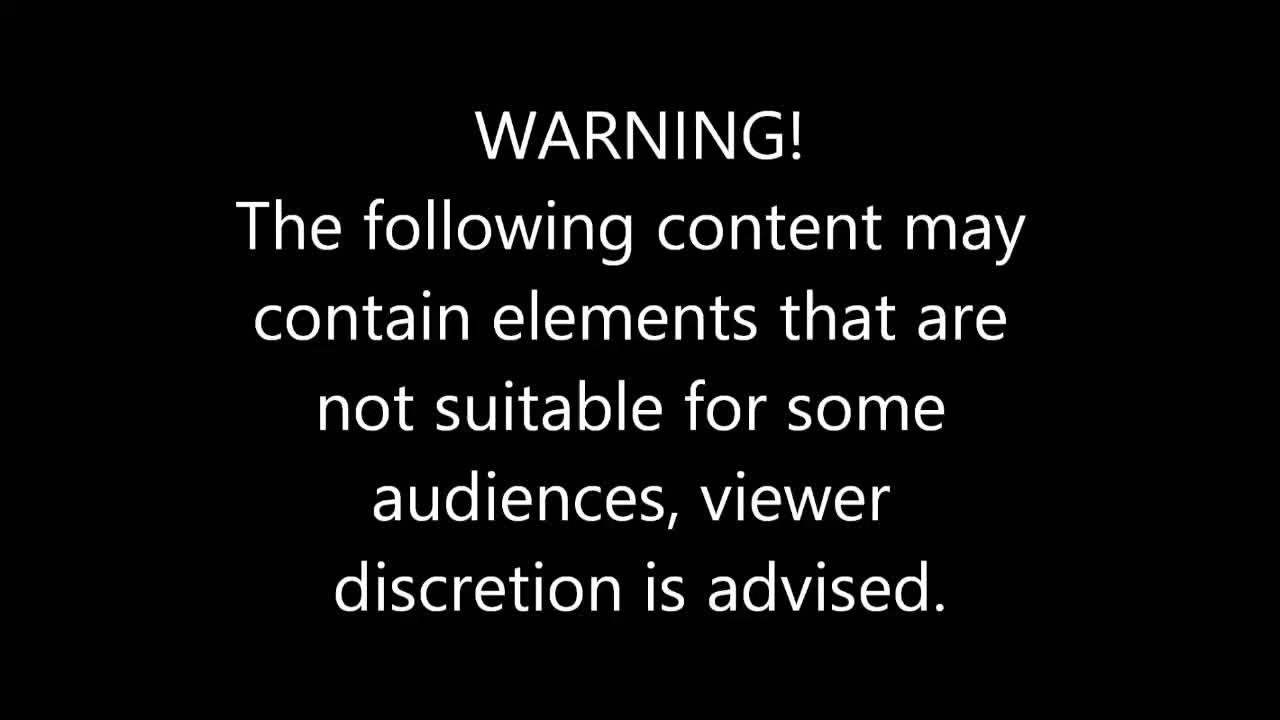 WARNING!
The following content may
contain elements that are
not suitable for some
audiences, viewer
discretion is advised.